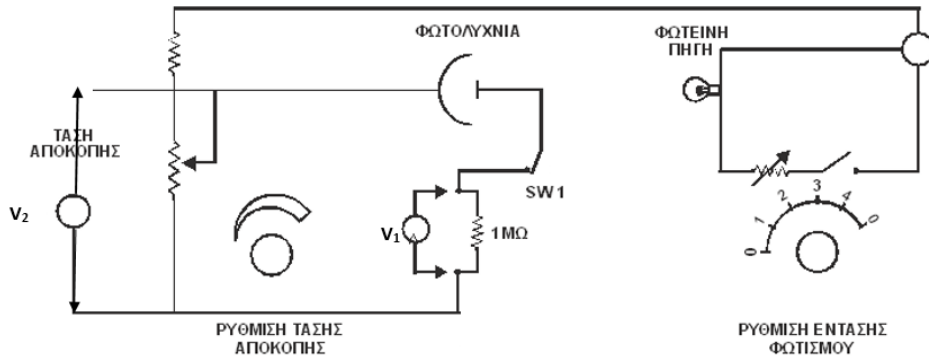 ΦΩΤΟΛΥΧΝΙΑ
ΦΩΤΕΙΝΗ
ΠΗΓΗ
ΤΑΣΗ
ΑΠΟΚΟΠΗΣ
V2
V1
1ΜΩ
SW1
0
1
2
3
4
0
ΡΥΘΜΙΣΗ ΤΑΣΗΣ
ΑΠΟΚΟΠΗΣ
ΡΥΘΜΙΣΗ ΕΝΤΑΣΗΣ
ΦΩΤΙΣΜΟΥ